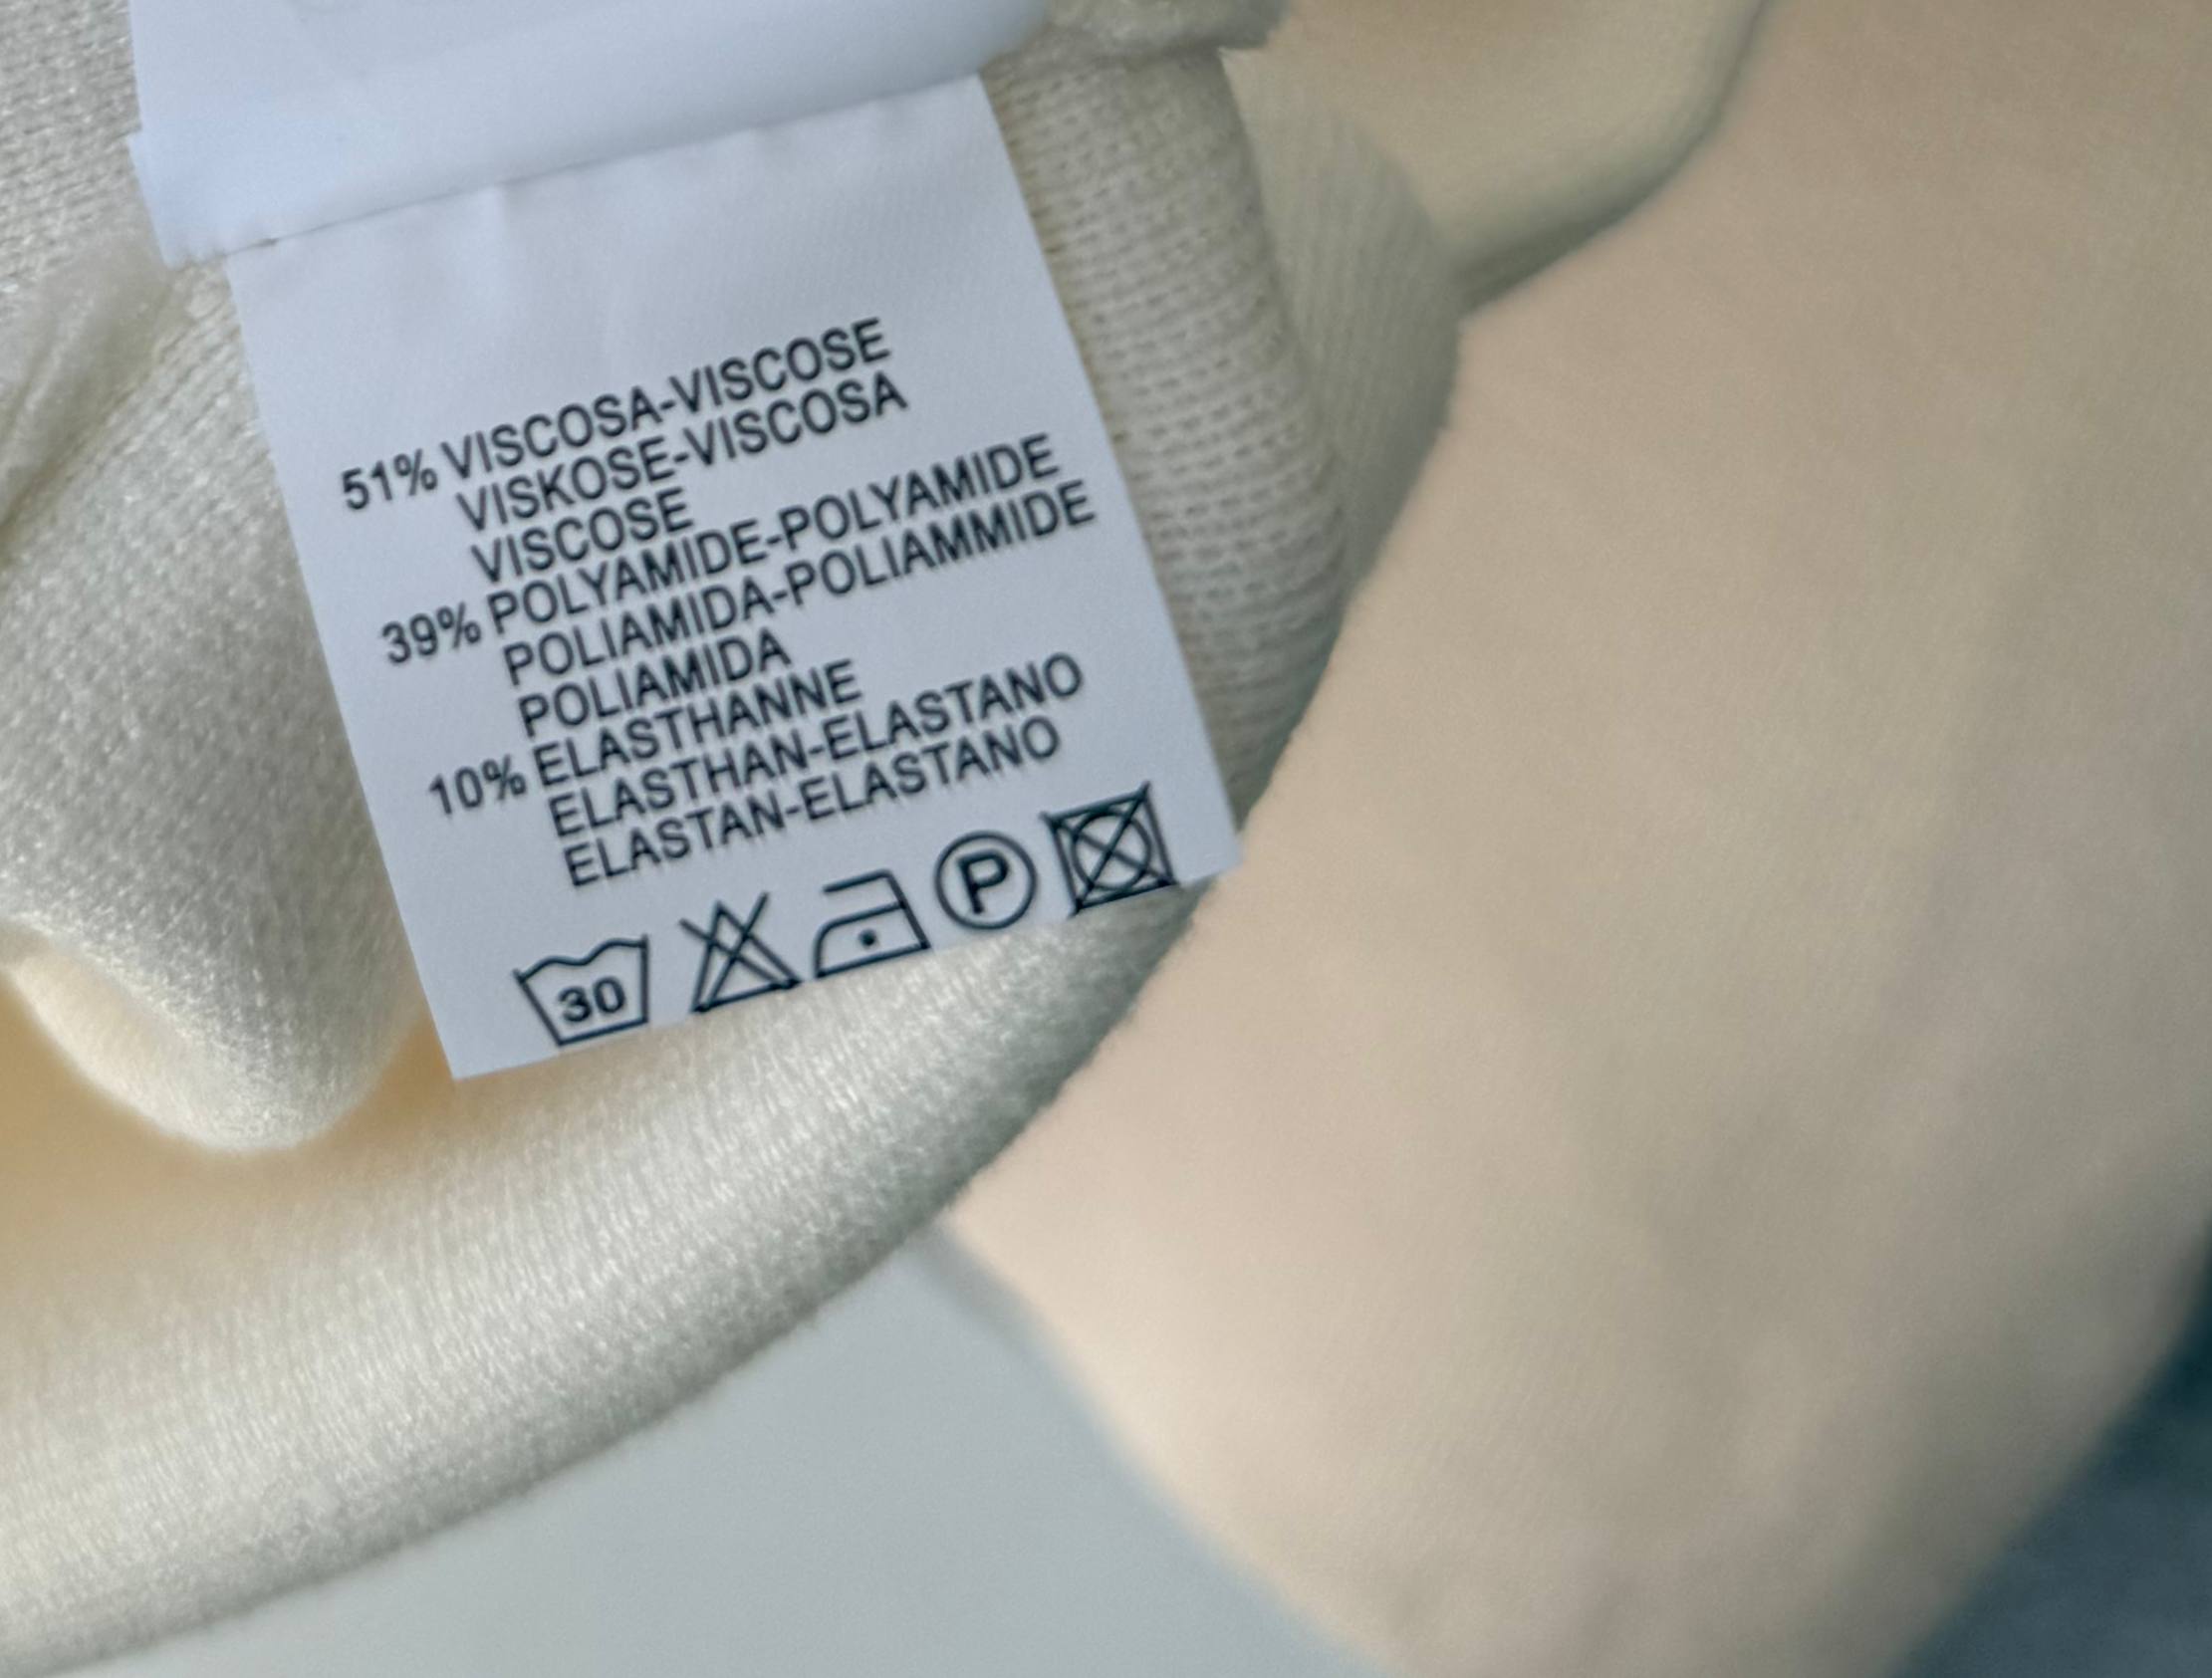 51% VISCOSA-VISCOSE
VISKOSE-VISCOSA
VISCOSE
39% POLYAMIDE-POLYAMIDE
POLIAMIDA-POLIAMMIDE
POLIAMIDA
10% ELASTHANNE
ELASTHAN-ELASTANO
ELASTAN-ELASTANO
30 P